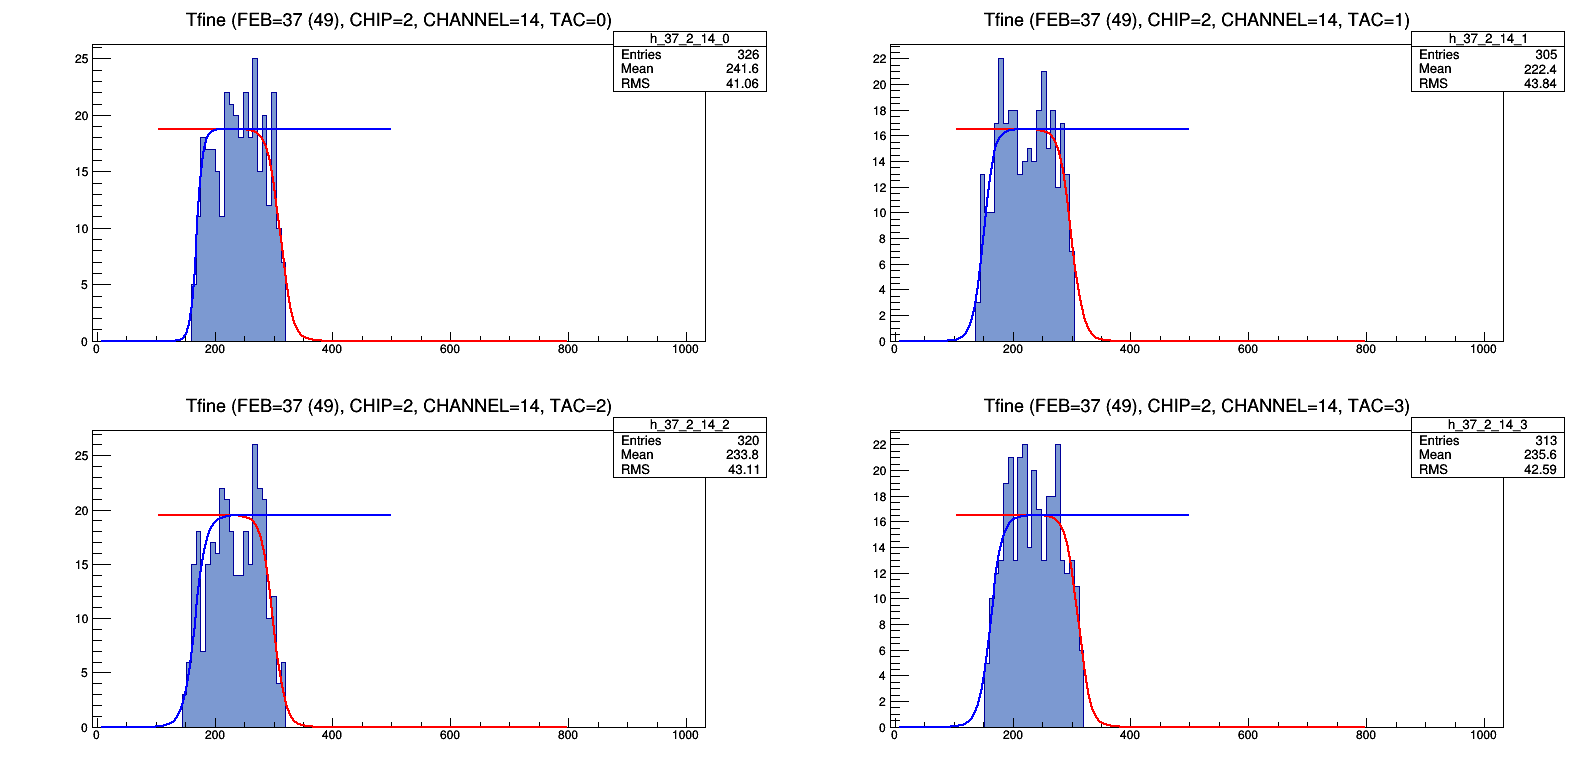 Tfine (FEB=37 (49), CHIP=2, CHANNEL=14, TAC=0)
h_37_2_14_0
Entries 326
Mean 241.6
RMS 41.06
25
20
15
10
5
0
0 200 400 600 800 1000
Tfine (FEB=37 (49), CHIP=2, CHANNEL=14, TAC=1)
h_37_2_14_1
Entries 305
Mean 222.4
RMS 43.84
22
20
18
16
14
12
10
8
6
4
2
0
0 200 400 600 800 1000
Tfine (FEB=37 (49), CHIP=2, CHANNEL=14, TAC=2)
h_37_2_14_2
Entries 320
Mean 233.8
RMS 43.11
25
20
15
10
5
0
0 200 400 600 800 1000
Tfine (FEB=37 (49), CHIP=2, CHANNEL=14, TAC=3)
h_37_2_14_3
Entries 313
Mean 235.6
RMS 42.59
22
20
18
16
14
12
10
8
6
4
2
0
0 200 400 600 800 1000